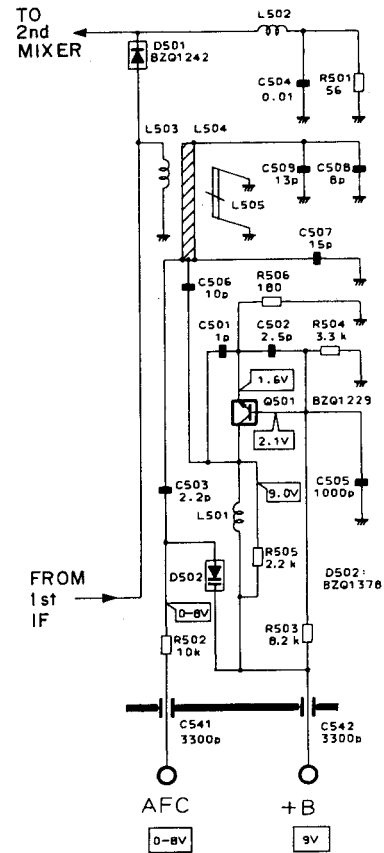 TO
2nd
MIXER
L502
D501
BZQ1242
C504
0.01
R501
56
L503
L504
L505
C509
13p
C508
8p
C507
15p
C506
10p
R506
180
C501
1p
C502
2.5p
R504
3.3 k
1.6V
Q501
BZQ1229
2.1V
C503
2.2p
L501
9.0V
C505
1000p
R505
2.2 k
D502
D502:
BZQ1378
FROM
1st
IF
0-8V
R502
10k
R503
8.2 k
C541
3300p
C542
3300p
AFC
+B
0-8V
9V